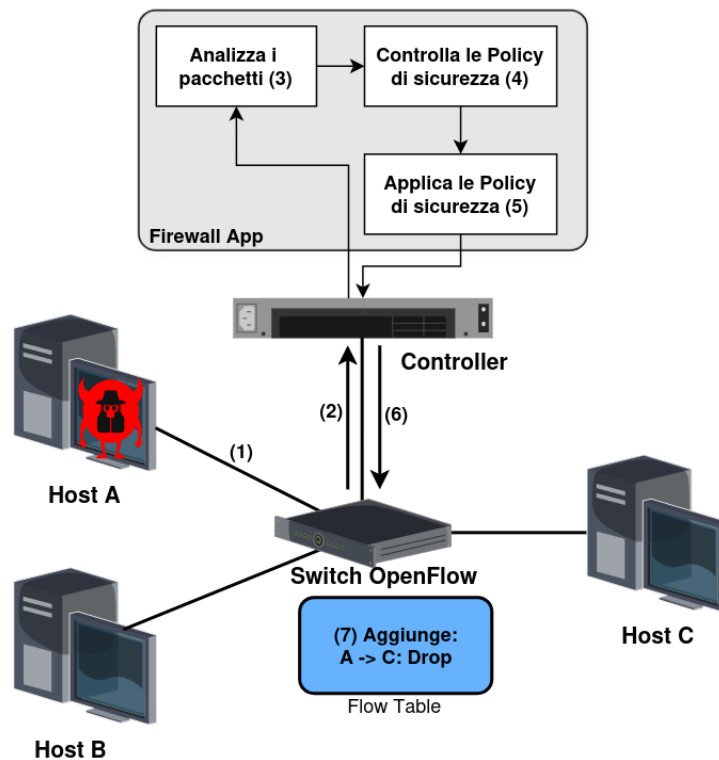 Analizza i
pacchetti (3)
Controlla le Policy
di sicurezza (4)
Applica le Policy
di sicurezza (5)
Firewall App
Controller
(2)
(6)
(1)
Host A
Switch OpenFlow
Host C
(7) Aggiunge:
A -> C: Drop
Flow Table
Host B